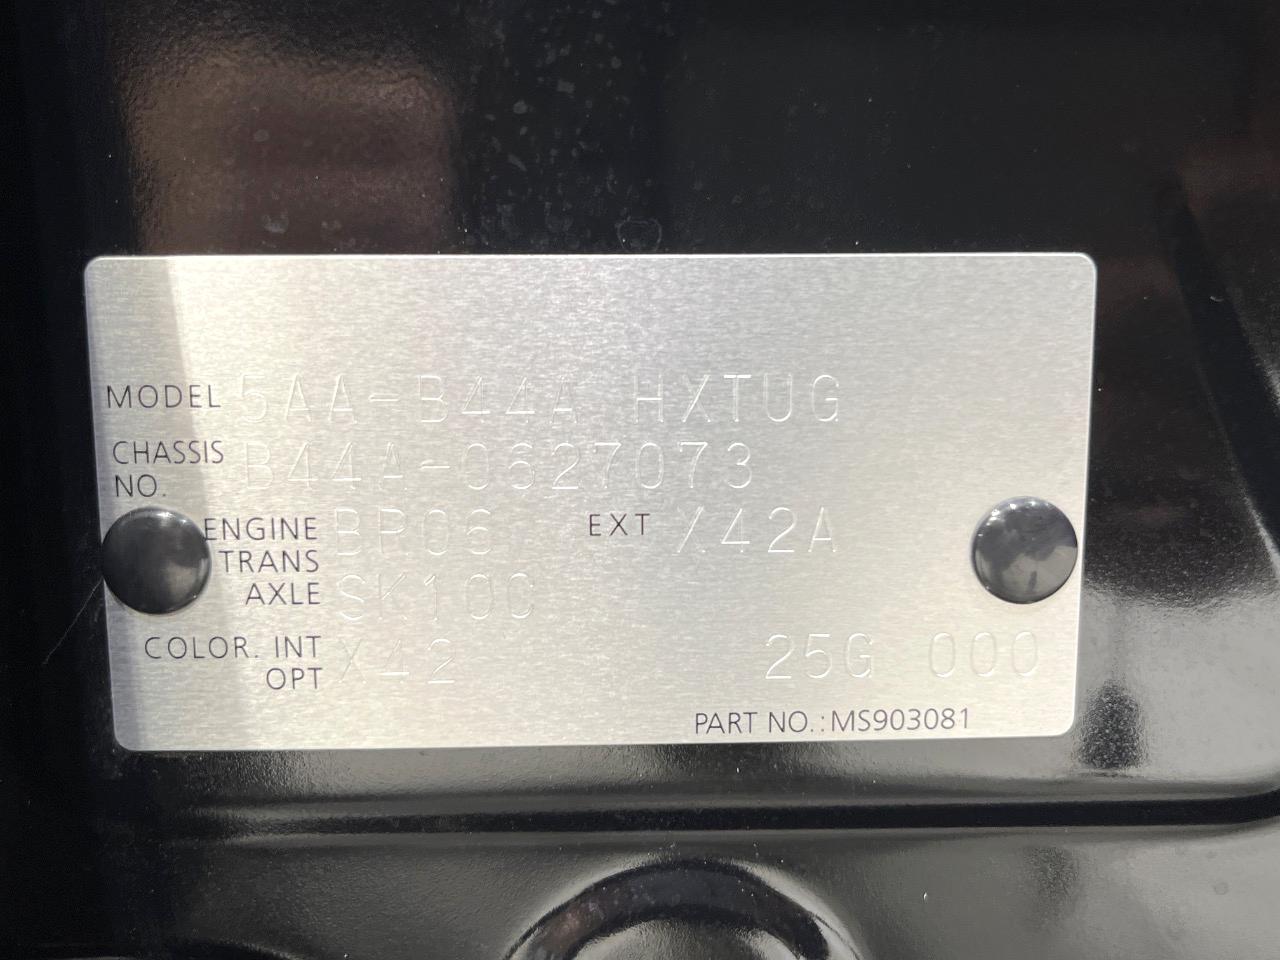 MODEL 5AA-B44A HXTUG
CHASSIS NO. B44A-0627073
ENGINE BR06 EXT X42A
TRANS AXLE SK10C
COLOR. INT OPT X42 25G 000
PART NO.: MS903081